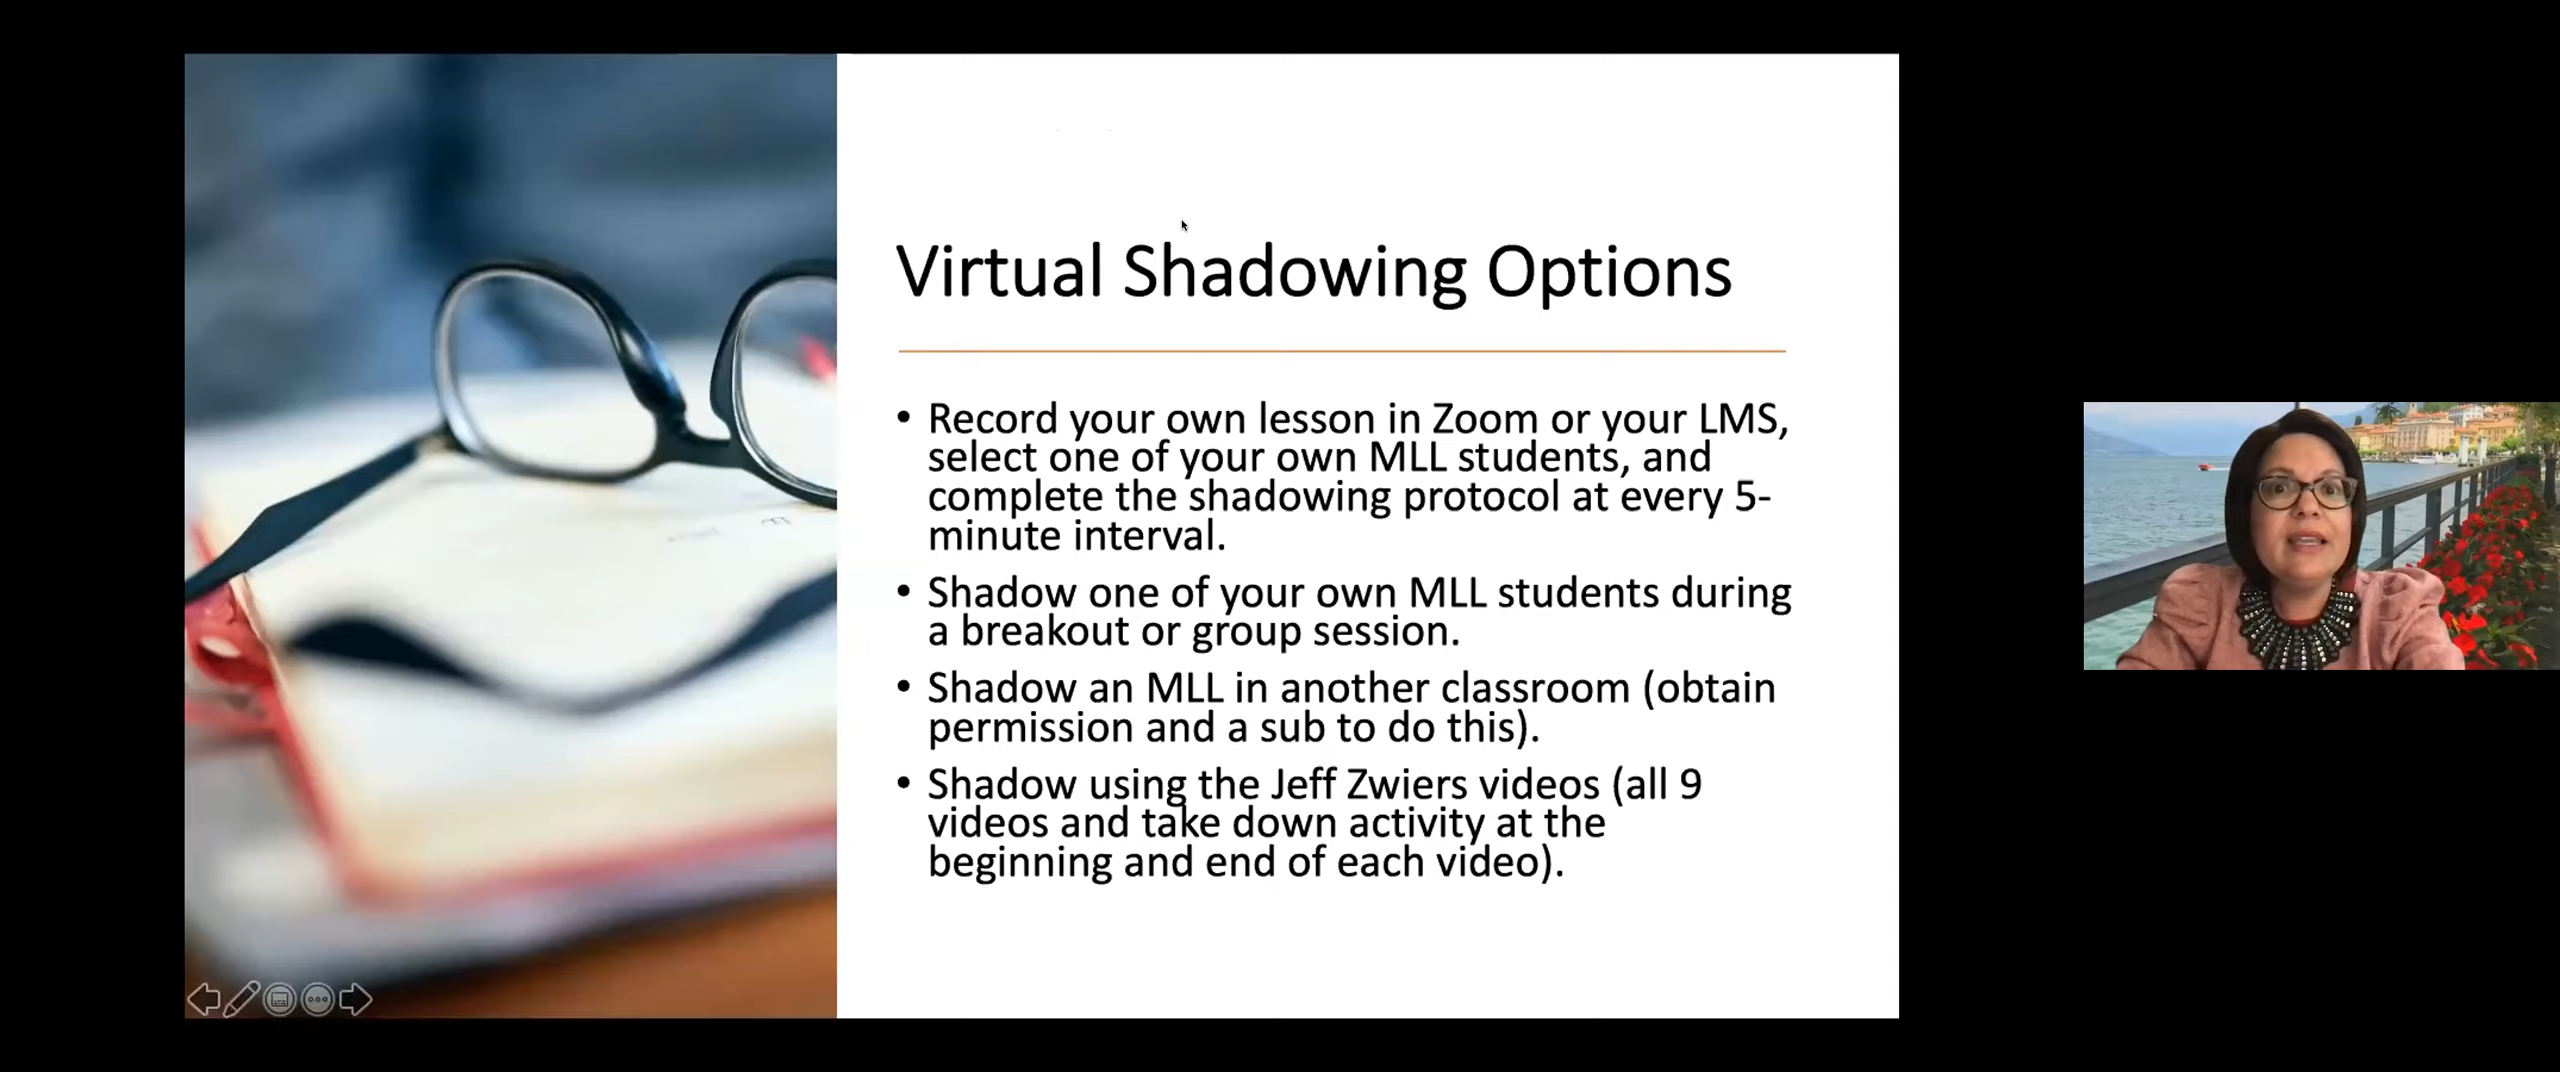 Virtual Shadowing Options
• Record your own lesson in Zoom or your LMS,
select one of your own MLL students, and
complete the shadowing protocol at every 5-
minute interval.
• Shadow one of your own MLL students during
a breakout or group session.
• Shadow an MLL in another classroom (obtain
permission and a sub to do this).
• Shadow using the Jeff Zwiers videos (all 9
videos and take down activity at the
beginning and end of each video).